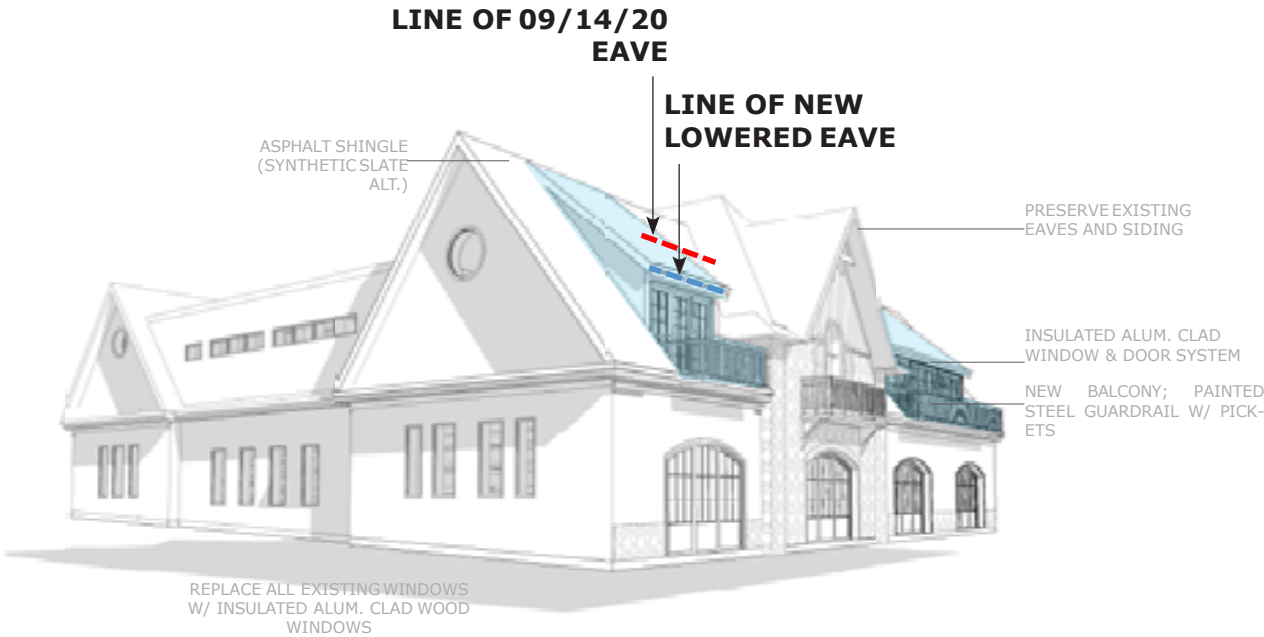 LINE OF 09/14/20
EAVE
LINE OF NEW
LOWERED EAVE
ASPHALT SHINGLE
(SYNTHETIC SLATE
ALT.)
PRESERVE EXISTING
EAVES AND SIDING
INSULATED ALUM. CLAD
WINDOW & DOOR SYSTEM
NEW BALCONY; PAINTED
STEEL GUARDRAIL W/ PICK-
ETS
REPLACE ALL EXISTING WINDOWS
W/ INSULATED ALUM. CLAD WOOD
WINDOWS